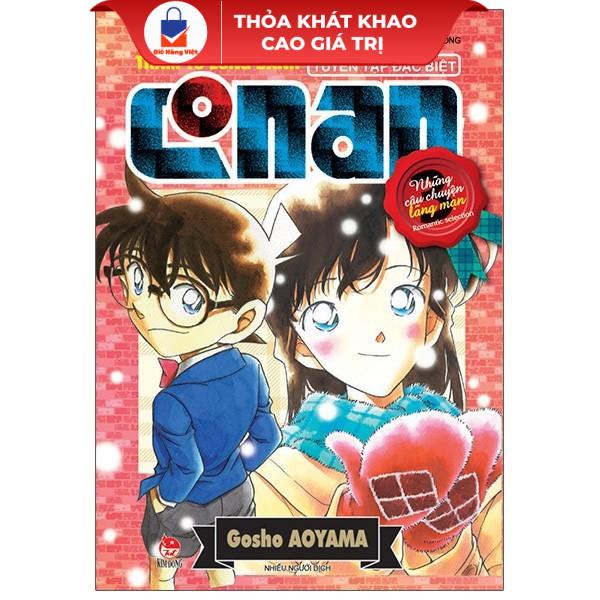 Giỏ Hàng Việt
THỎA KHÁT KHAO
CAO GIÁ TRỊ
TUYỂN TẬP ĐẶC BIỆT
Conan
Những
câu chuyện
lãng mạn
Romantic selection
Gosho AOYAMA
NHIỀU NGƯỜI DỊCH
KIM ĐỒNG